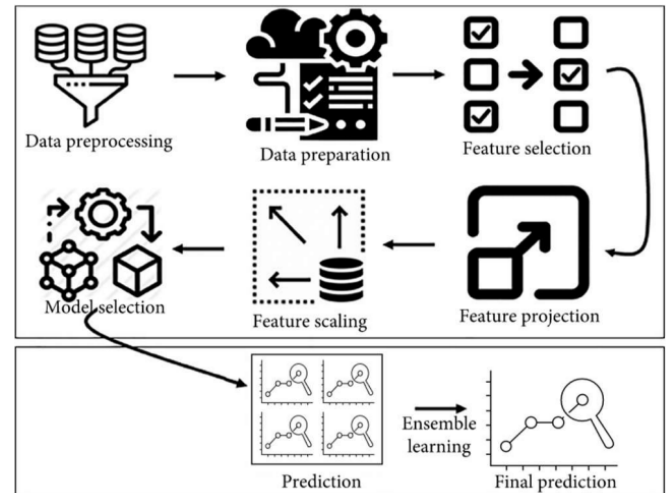 Data preprocessing
Data preparation
Feature selection
Model selection
Feature scaling
Feature projection
Prediction
Ensemble
learning
Final prediction